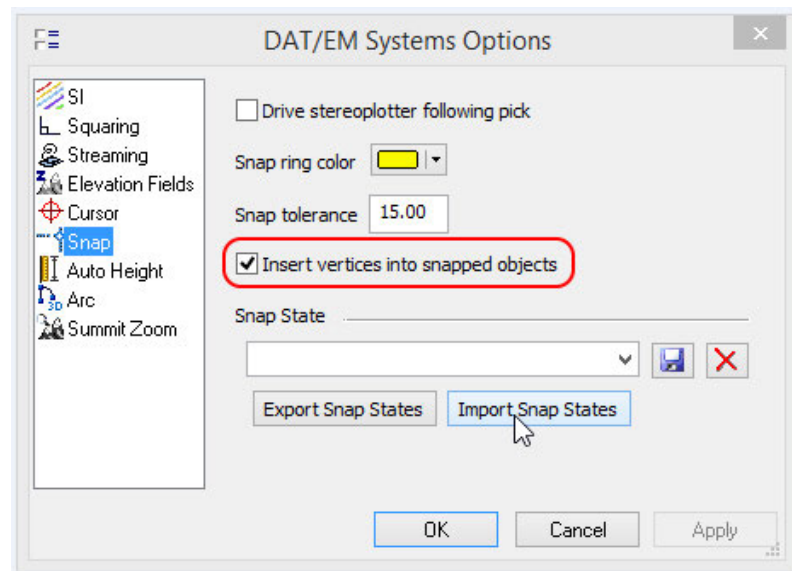 DAT/EM Systems Options
SI
Squaring
Streaming
Elevation Fields
Cursor
Snap
Auto Height
Arc
Summit Zoom
Drive stereoplotter following pick
Snap ring color
Snap tolerance 15.00
Insert vertices into snapped objects
Snap State
Export Snap States Import Snap States
OK Cancel Apply